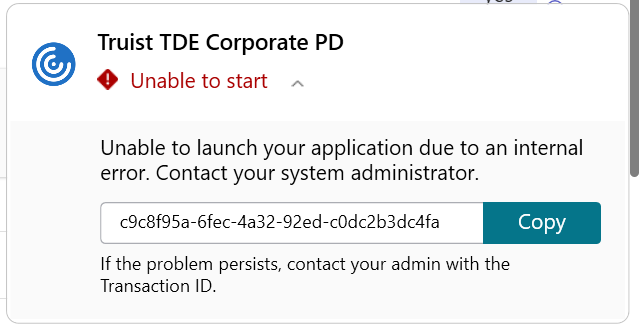 Truist TDE Corporate PD
Unable to start
Unable to launch your application due to an internal
error. Contact your system administrator.
c9c8f95a-6fec-4a32-92ed-c0dc2b3dc4fa
Copy
If the problem persists, contact your admin with the
Transaction ID.